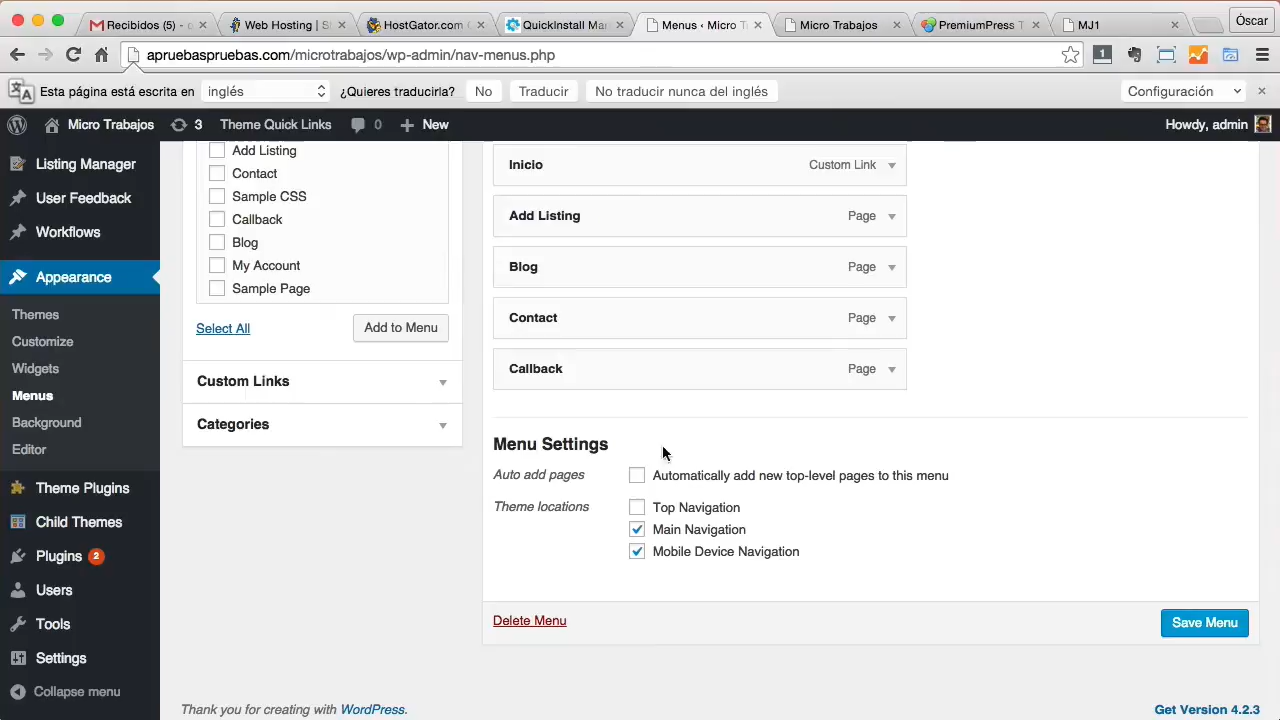 Recibidos (5) - o
Web Hosting | S
HostGator.com
QuickInstall Ma
Menus ‹ Micro T
Micro Trabajos
PremiumPress T
MJ1
Óscar
apruebaspruebas.com/microtrabajos/wp-admin/nav-menus.php
1
Esta página está escrita en
inglés
¿Quieres traducirla?
No
Traducir
No traducir nunca del inglés
Configuración
Micro Trabajos
3
Theme Quick Links
0
New
Howdy, admin
Listing Manager
User Feedback
Workflows
Appearance
Themes
Customize
Widgets
Menus
Background
Editor
Theme Plugins
Child Themes
Plugins 2
Users
Tools
Settings
Collapse menu
Add Listing
Contact
Sample CSS
Callback
Blog
My Account
Sample Page
Select All
Add to Menu
Custom Links
Categories
Inicio Custom Link
Add Listing Page
Blog Page
Contact Page
Callback Page
Menu Settings
Auto add pages
Automatically add new top-level pages to this menu
Theme locations
Top Navigation
Main Navigation
Mobile Device Navigation
Delete Menu
Save Menu
Thank you for creating with WordPress.
Get Version 4.2.3